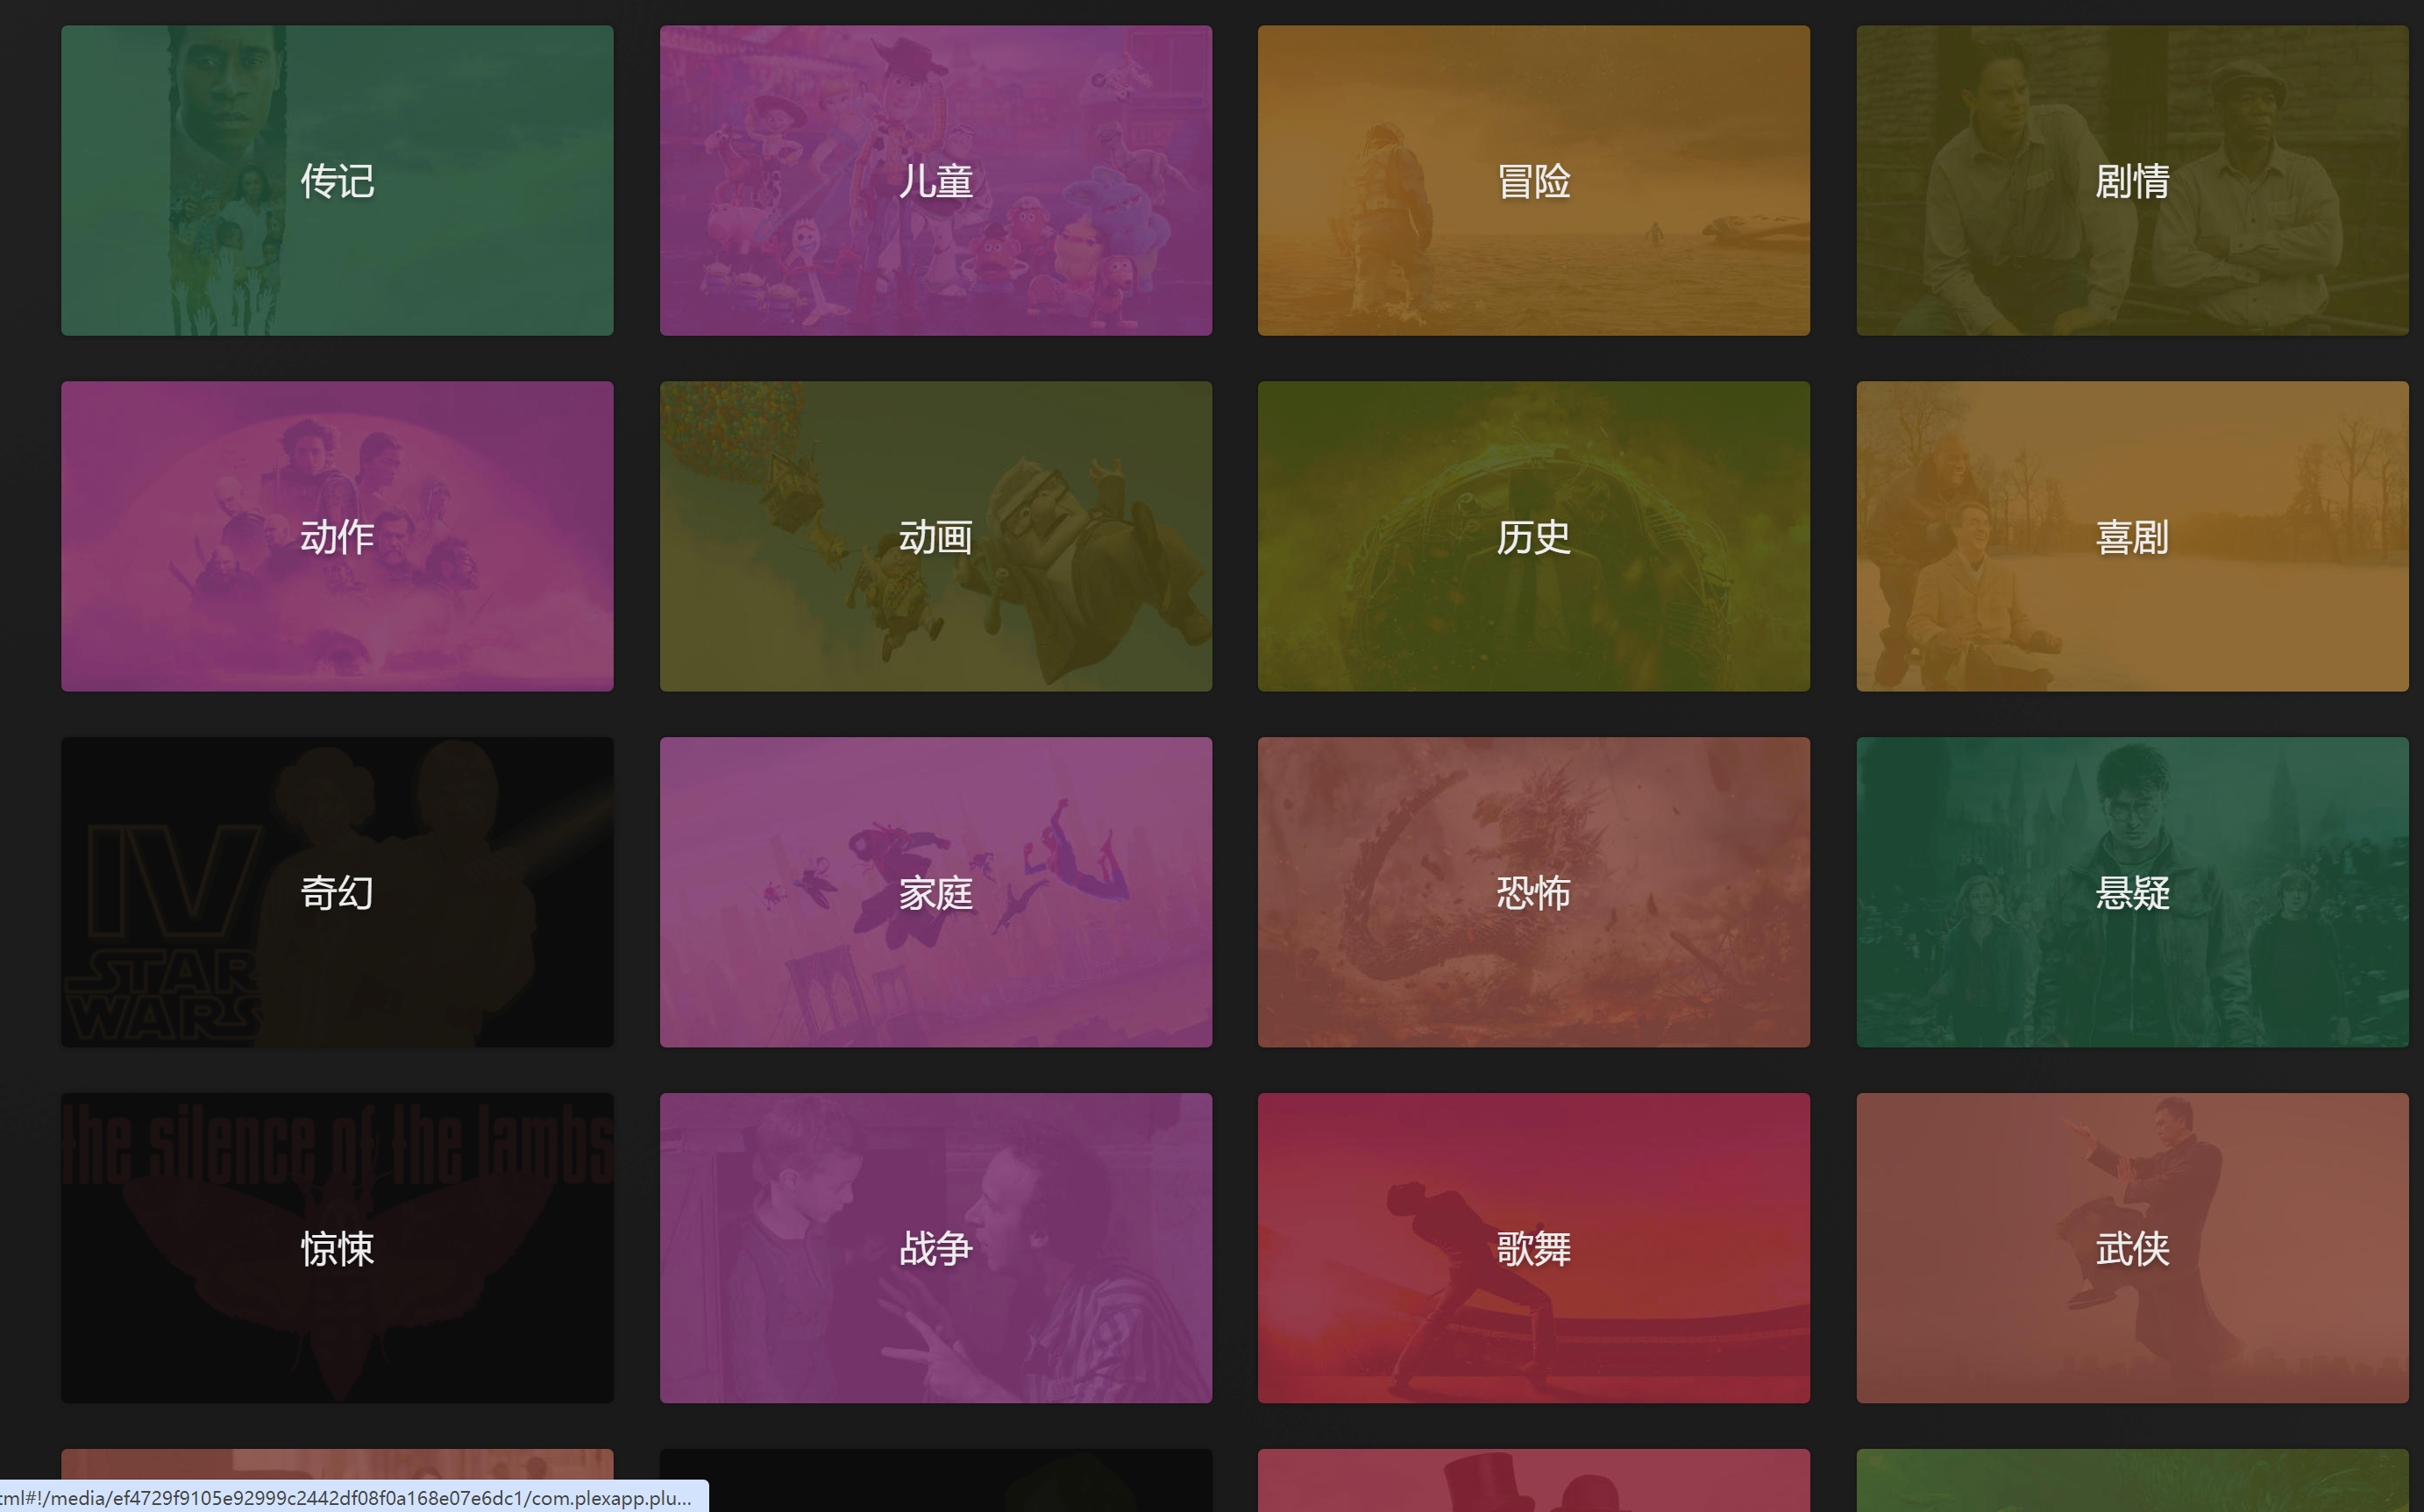 传记
儿童
冒险
剧情
动作
动画
历史
喜剧
IV
STAR
WARS
奇幻
家庭
恐怖
悬疑
the silence of the lambs
惊悚
战争
歌舞
武侠
tml#!/media/ef4729f9105e92999c2442df08f0a168e07e6dc1/com.plexapp.plu...